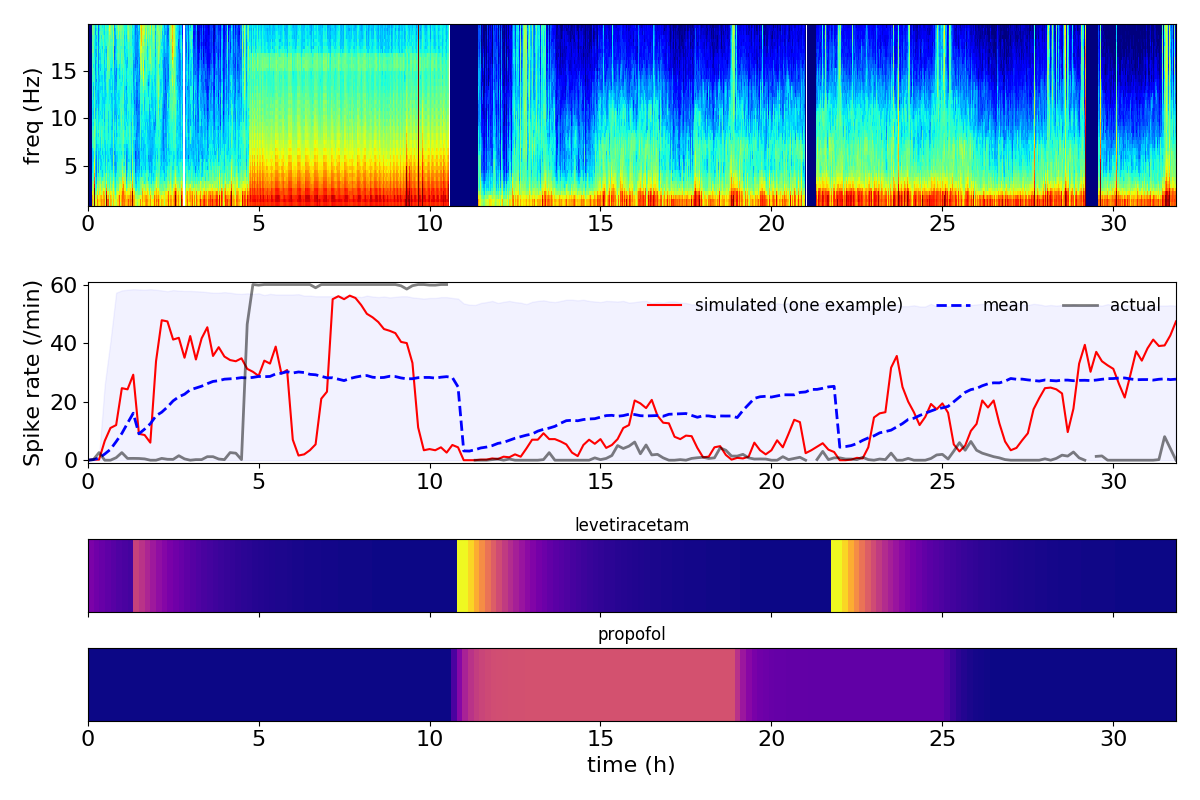 freq (Hz)
15
10
5
0 5 10 15 20 25 30
Spike rate (/min)
60
40
20
0
simulated (one example) mean actual
0 5 10 15 20 25 30
levetiracetam
propofol
0 5 10 15 20 25 30
time (h)